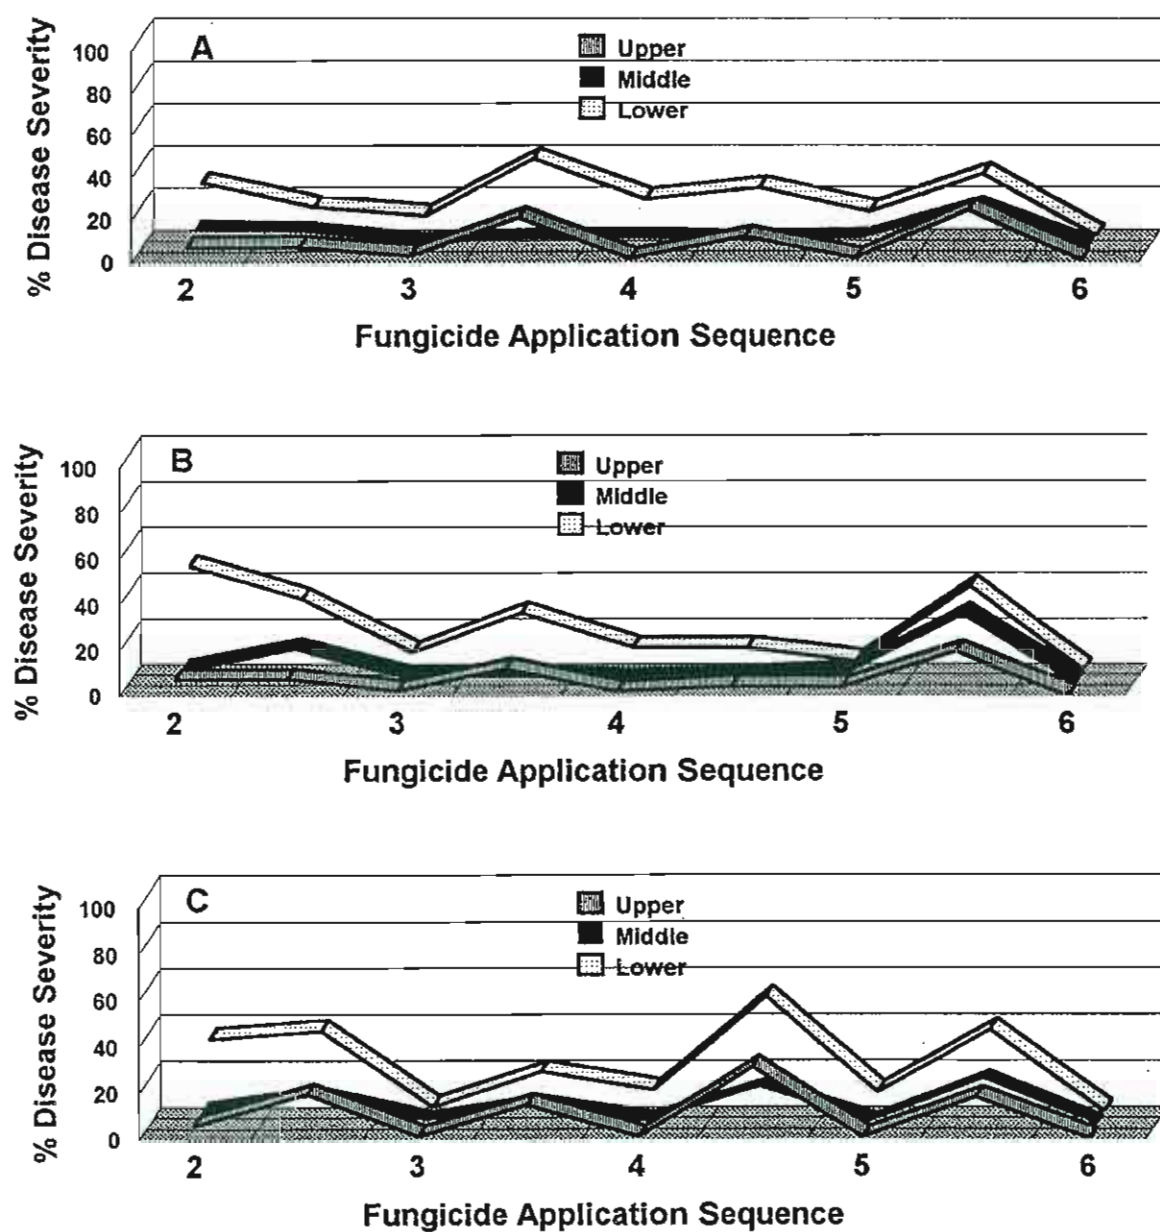 A
Upper
Middle
Lower
% Disease Severity
100
80
60
40
20
0
2 3 4 5 6
Fungicide Application Sequence
B
Upper
Middle
Lower
% Disease Severity
100
80
60
40
20
0
2 3 4 5 6
Fungicide Application Sequence
C
Upper
Middle
Lower
% Disease Severity
100
80
60
40
20
0
2 3 4 5 6
Fungicide Application Sequence